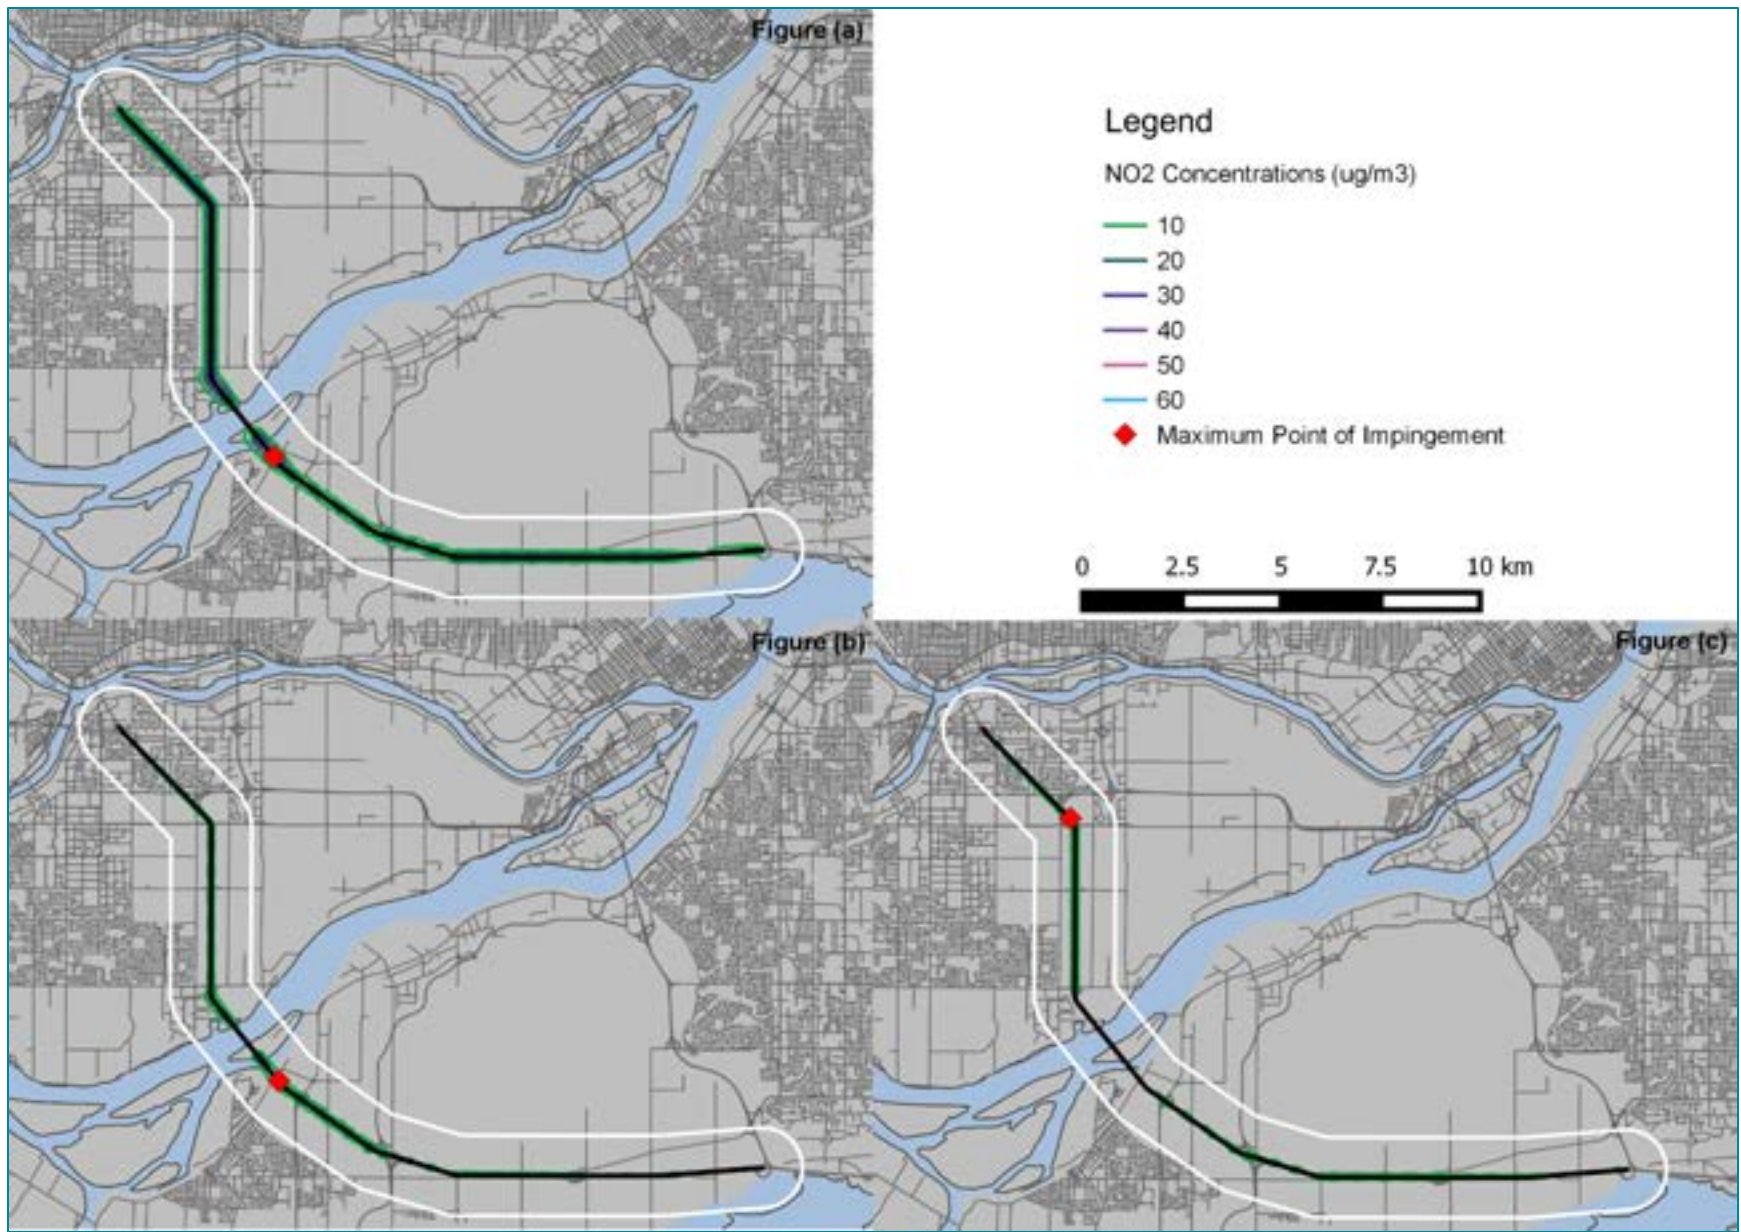 Figure (a)
Legend
NO2 Concentrations (ug/m3)
10
20
30
40
50
60
Maximum Point of Impingement
0 2.5 5 7.5 10 km
Figure (b)
Figure (c)